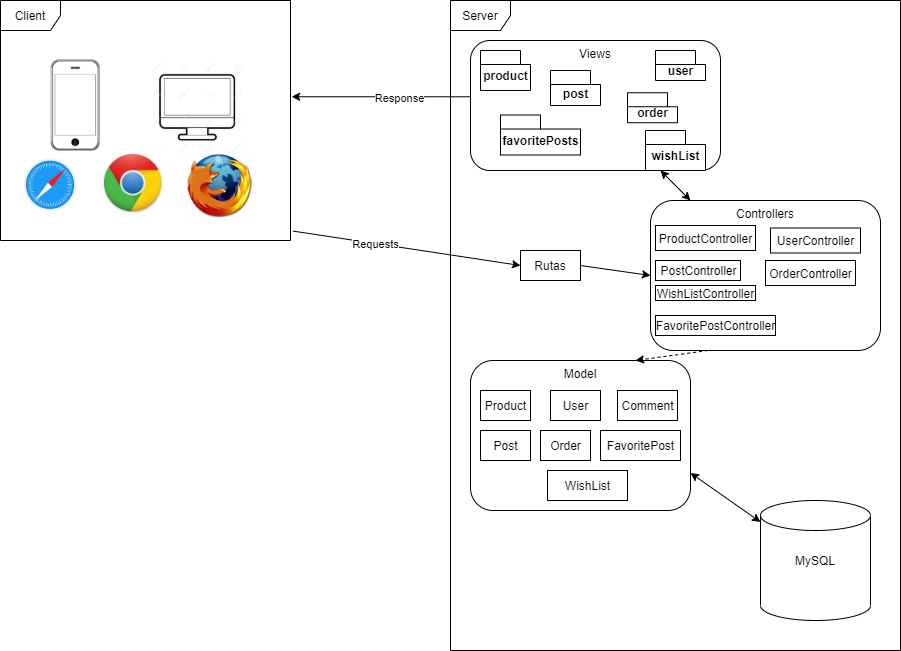 Client
Server
Views
product
user
post
order
favoritePosts
wishList
Response
Requests
Rutas
Controllers
ProductController
UserController
PostController
OrderController
WishListController
FavoritePostController
Model
Product
User
Comment
Post
Order
FavoritePost
WishList
MySQL